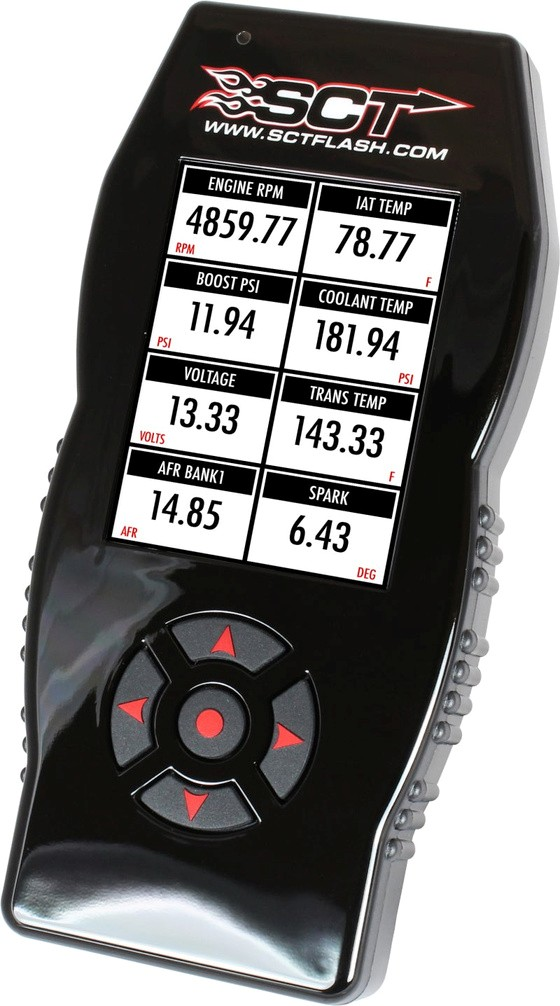 SCT
WWW.SCTFLASH.COM
ENGINE RPM
4859.77
RPM
IAT TEMP
78.77
F
BOOST PSI
11.94
PSI
COOLANT TEMP
181.94
PSI
VOLTAGE
13.33
VOLTS
TRANS TEMP
143.33
F
AFR BANK1
14.85
AFR
SPARK
6.43
DEG